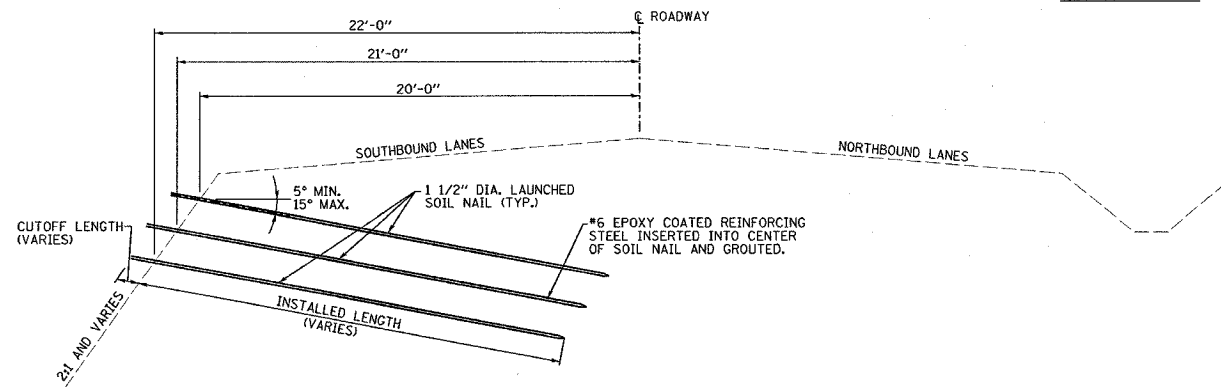 ℄ ROADWAY
22'-0"
21'-0"
20'-0"
SOUTHBOUND LANES
NORTHBOUND LANES
5° MIN.
15° MAX.
1 1/2" DIA. LAUNCHED
SOIL NAIL (TYP.)
#6 EPOXY COATED REINFORCING
STEEL INSERTED INTO CENTER
OF SOIL NAIL AND GROUTED.
CUTOFF LENGTH
(VARIES)
INSTALLED LENGTH
(VARIES)
2:1 AND VARIES